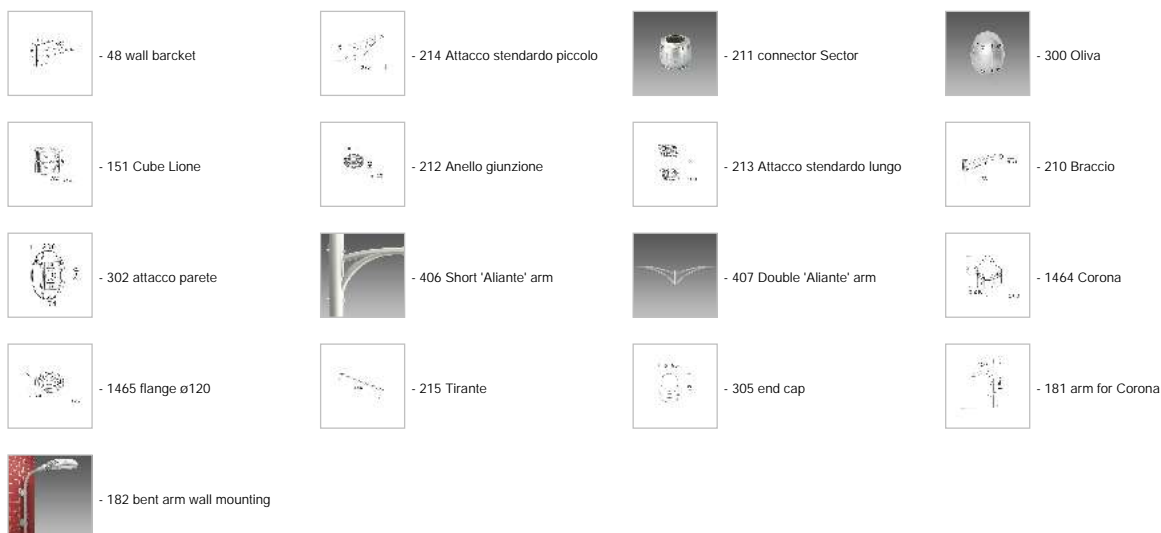 - 48 wall barcket
- 214 Attacco stendardo piccolo
- 211 connector Sector
- 300 Oliva
- 151 Cube Lione
- 212 Anello giunzione
- 213 Attacco stendardo lungo
- 210 Braccio
- 302 attacco parete
- 406 Short 'Aliante' arm
- 407 Double 'Aliante' arm
- 1464 Corona
- 1465 flange ø120
- 215 Tirante
- 305 end cap
- 181 arm for Corona
- 182 bent arm wall mounting